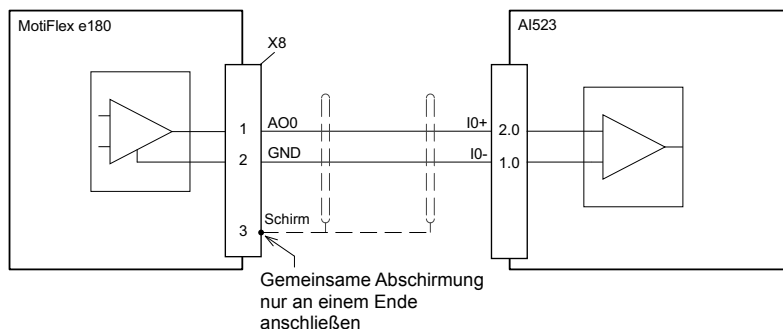 MotiFlex e180
AI523
X8
1
AO0
I0+
2.0
2
GND
I0-
1.0
3
Schirm
Gemeinsame Abschirmung
nur an einem Ende
anschließen